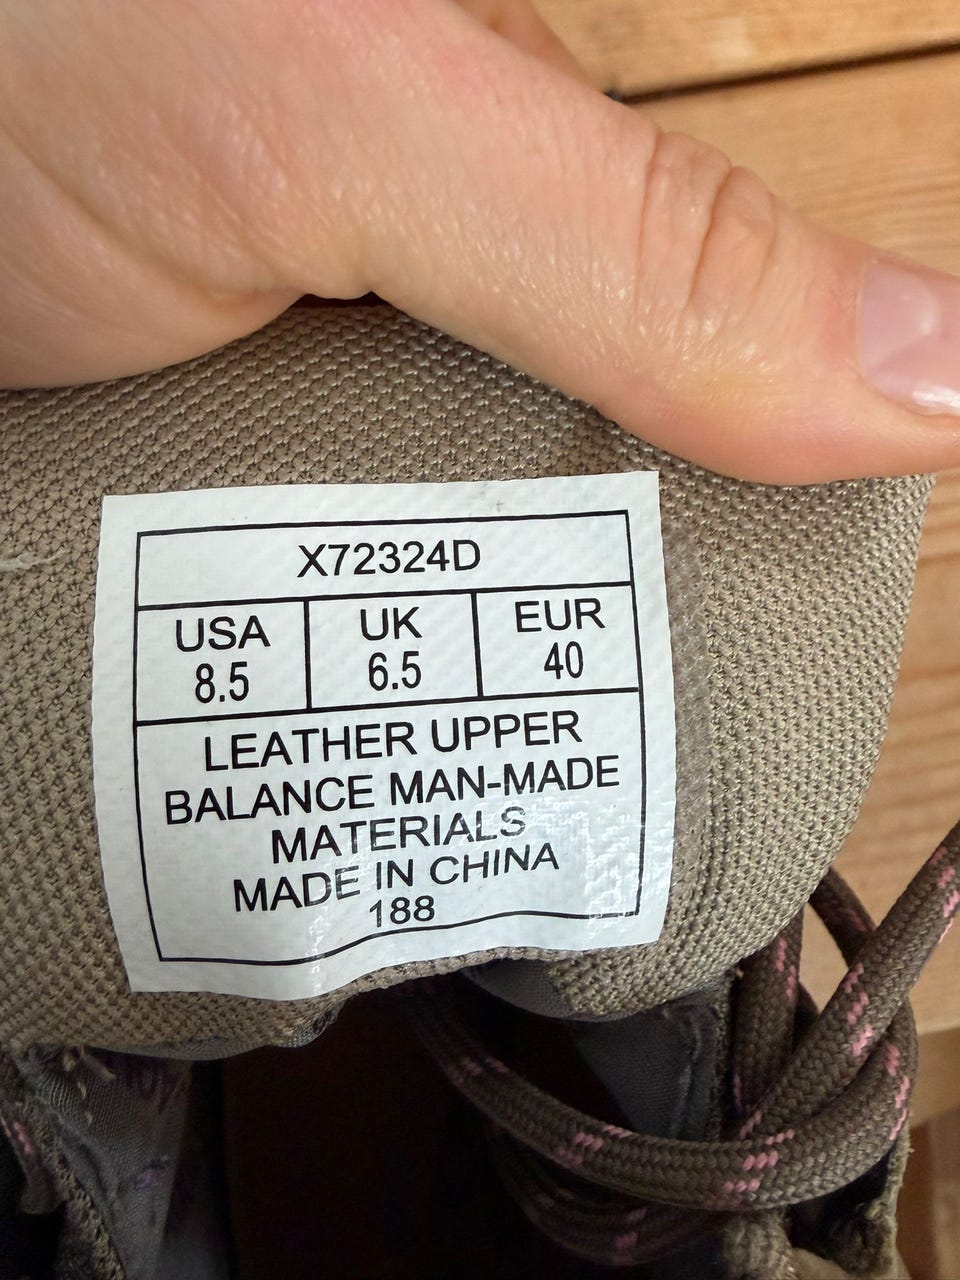 X72324D
USA UK EUR
8.5 6.5 40
LEATHER UPPER
BALANCE MAN-MADE
MATERIALS
MADE IN CHINA
188